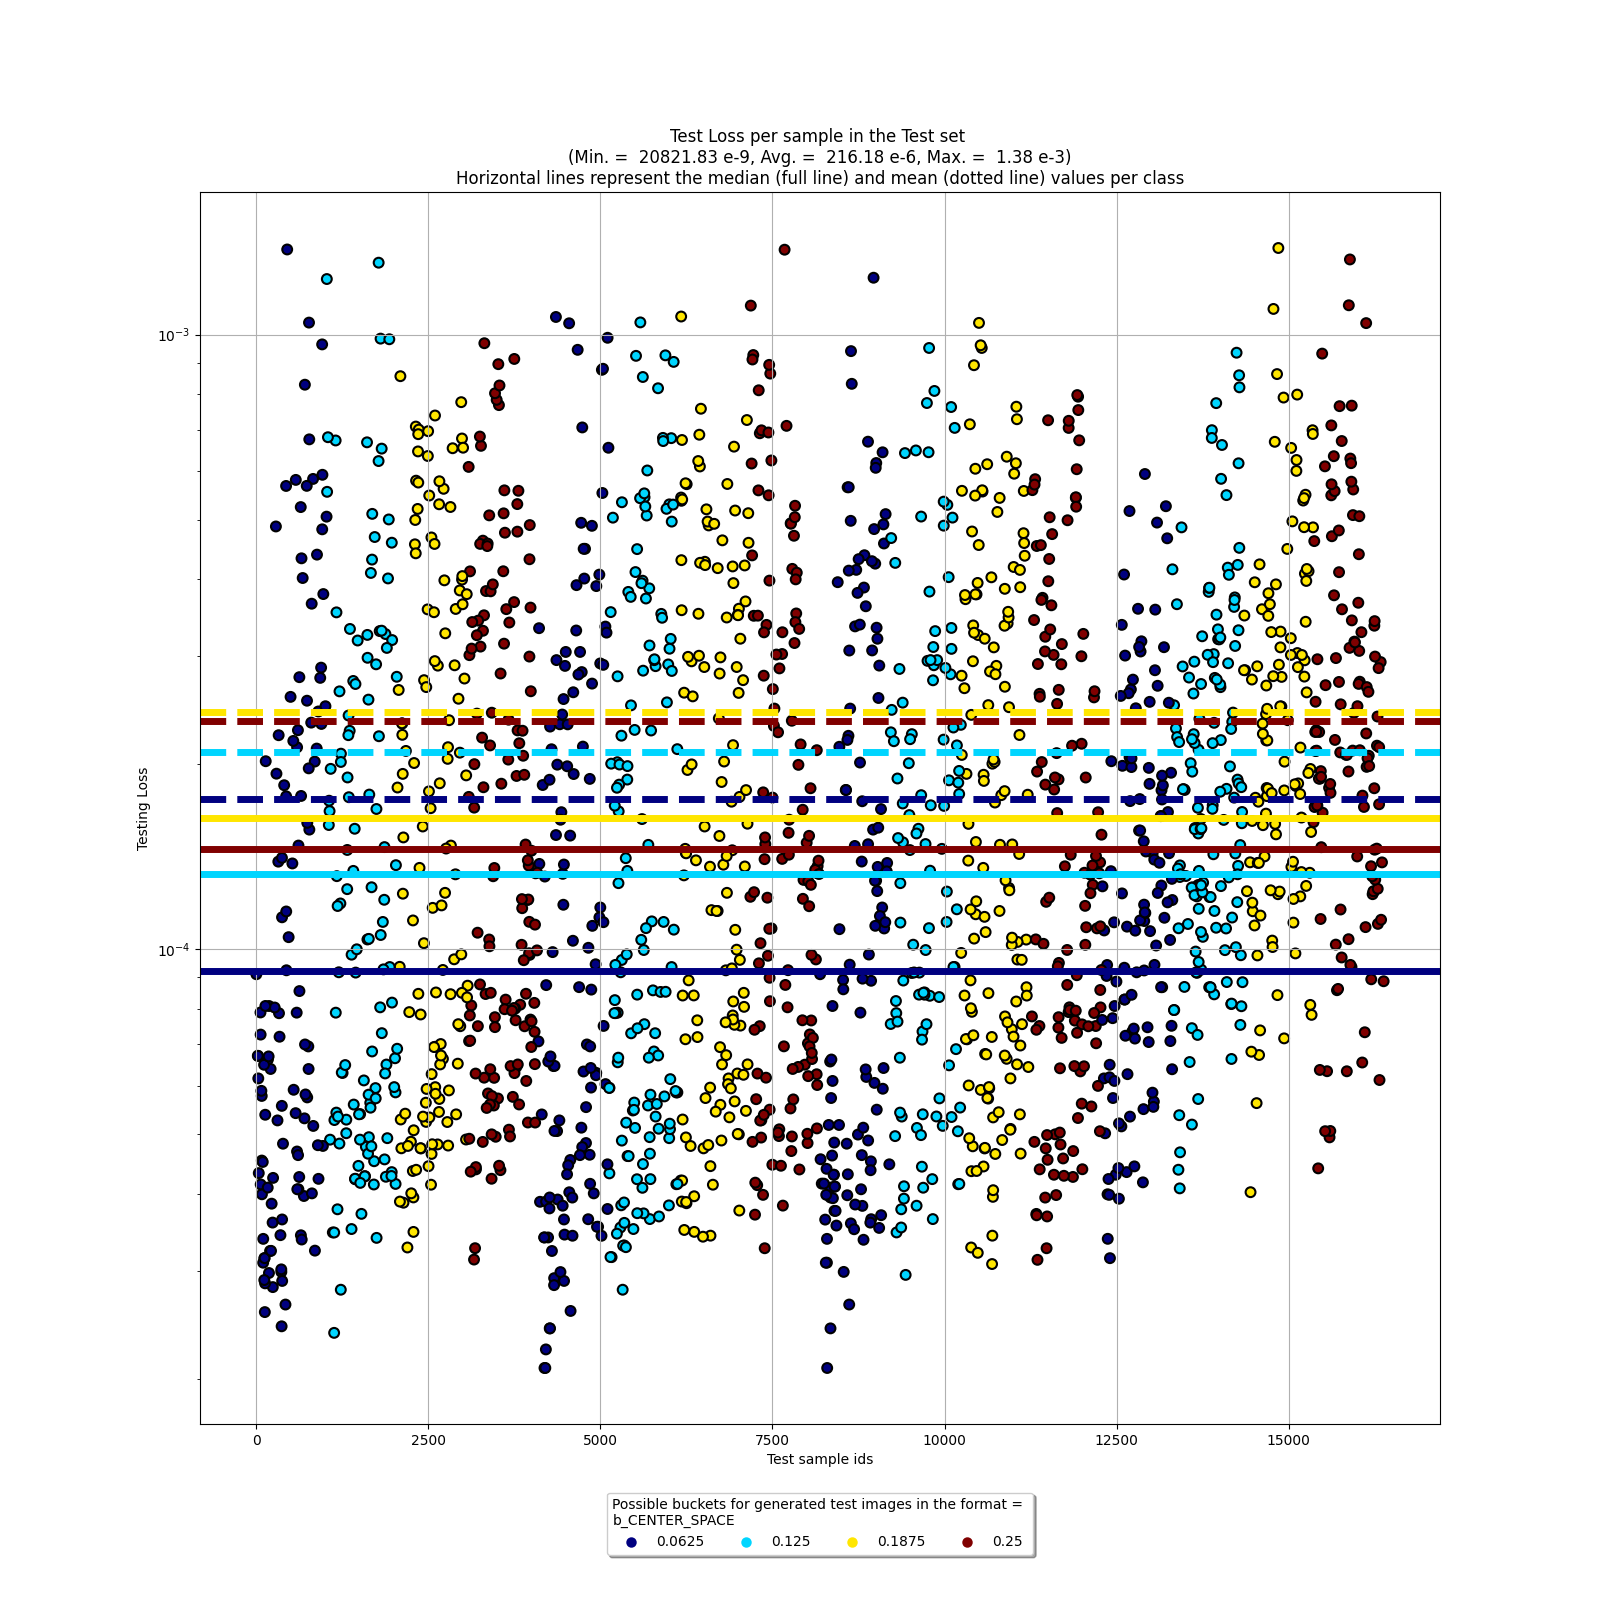 Test Loss per sample in the Test set
(Min. = 20821.83 e-9, Avg. = 216.18 e-6, Max. = 1.38 e-3)
Horizontal lines represent the median (full line) and mean (dotted line) values per class
10⁻³
10⁻⁴
Testing Loss
0 2500 5000 7500 10000 12500 15000
Test sample ids
Possible buckets for generated test images in the format =
b_CENTER_SPACE
0.0625 0.125 0.1875 0.25